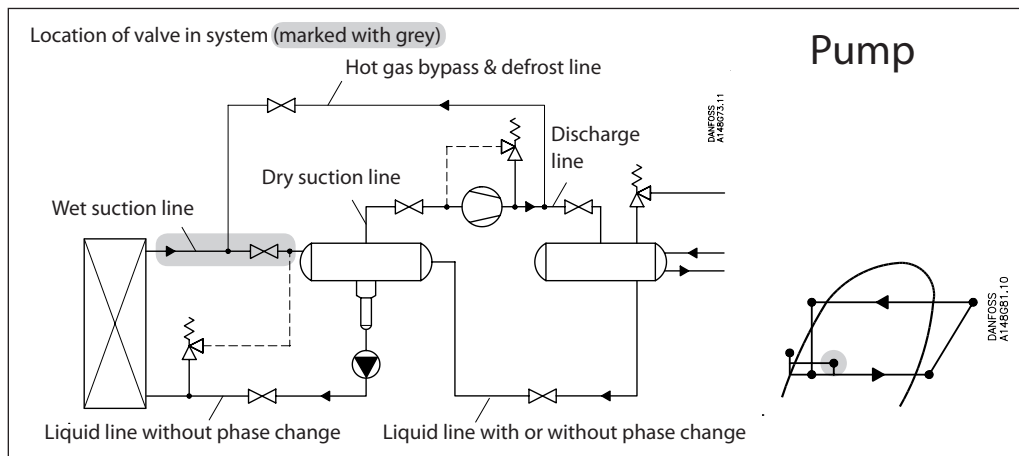 Location of valve in system (marked with grey)
Pump
Hot gas bypass & defrost line
DANFOSS
A148G73.11
Discharge
line
Dry suction line
Wet suction line
DANFOSS
A148G81.10
Liquid line without phase change
Liquid line with or without phase change